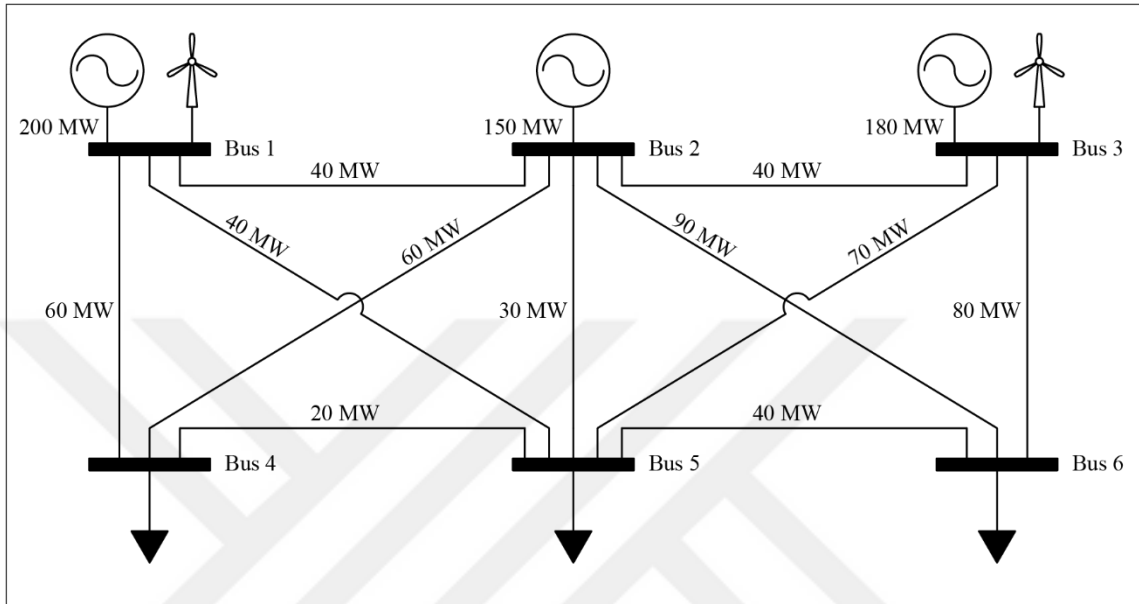 200 MW
150 MW
180 MW
Bus 1
Bus 2
Bus 3
40 MW
40 MW
40 MW
60 MW
90 MW
70 MW
60 MW
30 MW
80 MW
20 MW
40 MW
Bus 4
Bus 5
Bus 6